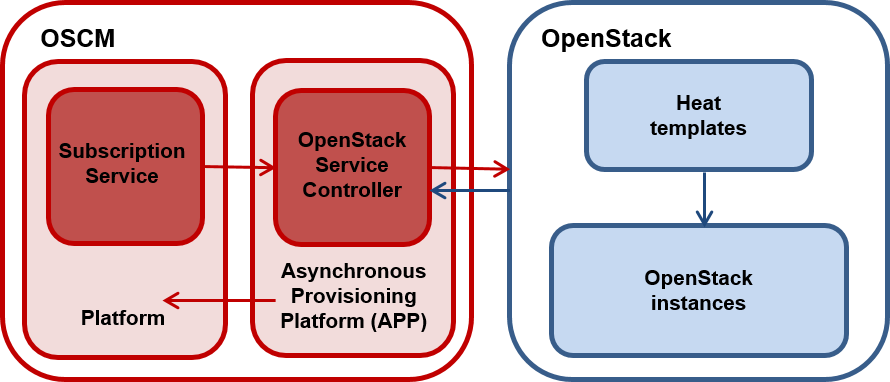 OSCM
Subscription
Service
Platform
OpenStack
Service
Controller
Asynchronous
Provisioning
Platform (APP)
OpenStack
Heat
templates
OpenStack
instances